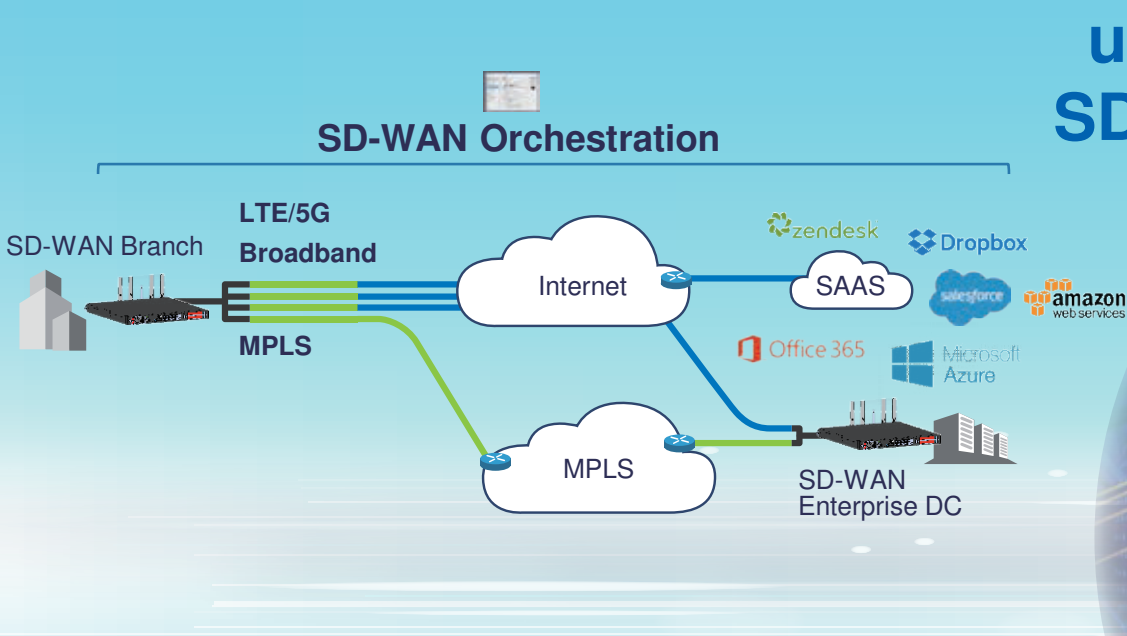 u
SD
SD-WAN Orchestration
LTE/5G
SD-WAN Branch
Broadband
MPLS
Internet
zendesk
Dropbox
SAAS
salesforce
amazon
web services
Office 365
Microsoft
Azure
MPLS
SD-WAN
Enterprise DC